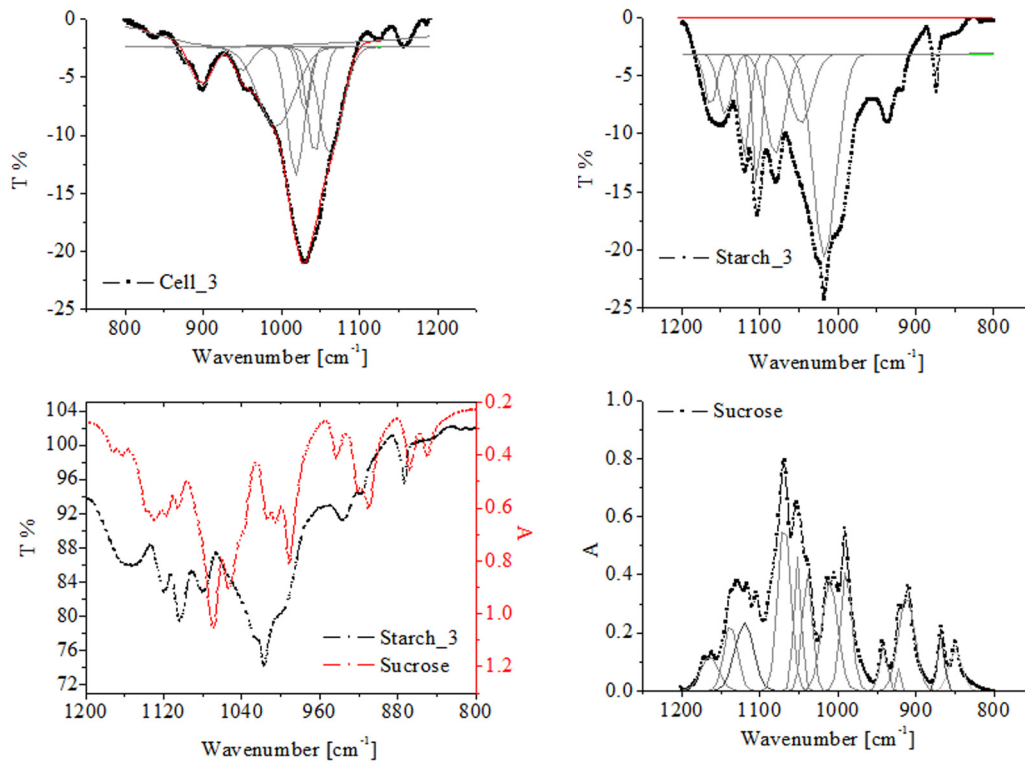 T %
0
-5
-10
-15
-20
-25
Cell_3
800 900 1000 1100 1200
Wavenumber [cm-1]
T %
0
-5
-10
-15
-20
-25
Starch_3
1200 1100 1000 900 800
Wavenumber [cm-1]
T %
104
100
96
92
88
84
80
76
72
0.2
0.4
0.6
0.8
1.0
1.2
A
Starch_3
Sucrose
1200 1120 1040 960 880 800
Wavenumber [cm-1]
A
1.0
0.8
0.6
0.4
0.2
0.0
Sucrose
1200 1100 1000 900 800
Wavenumber [cm-1]